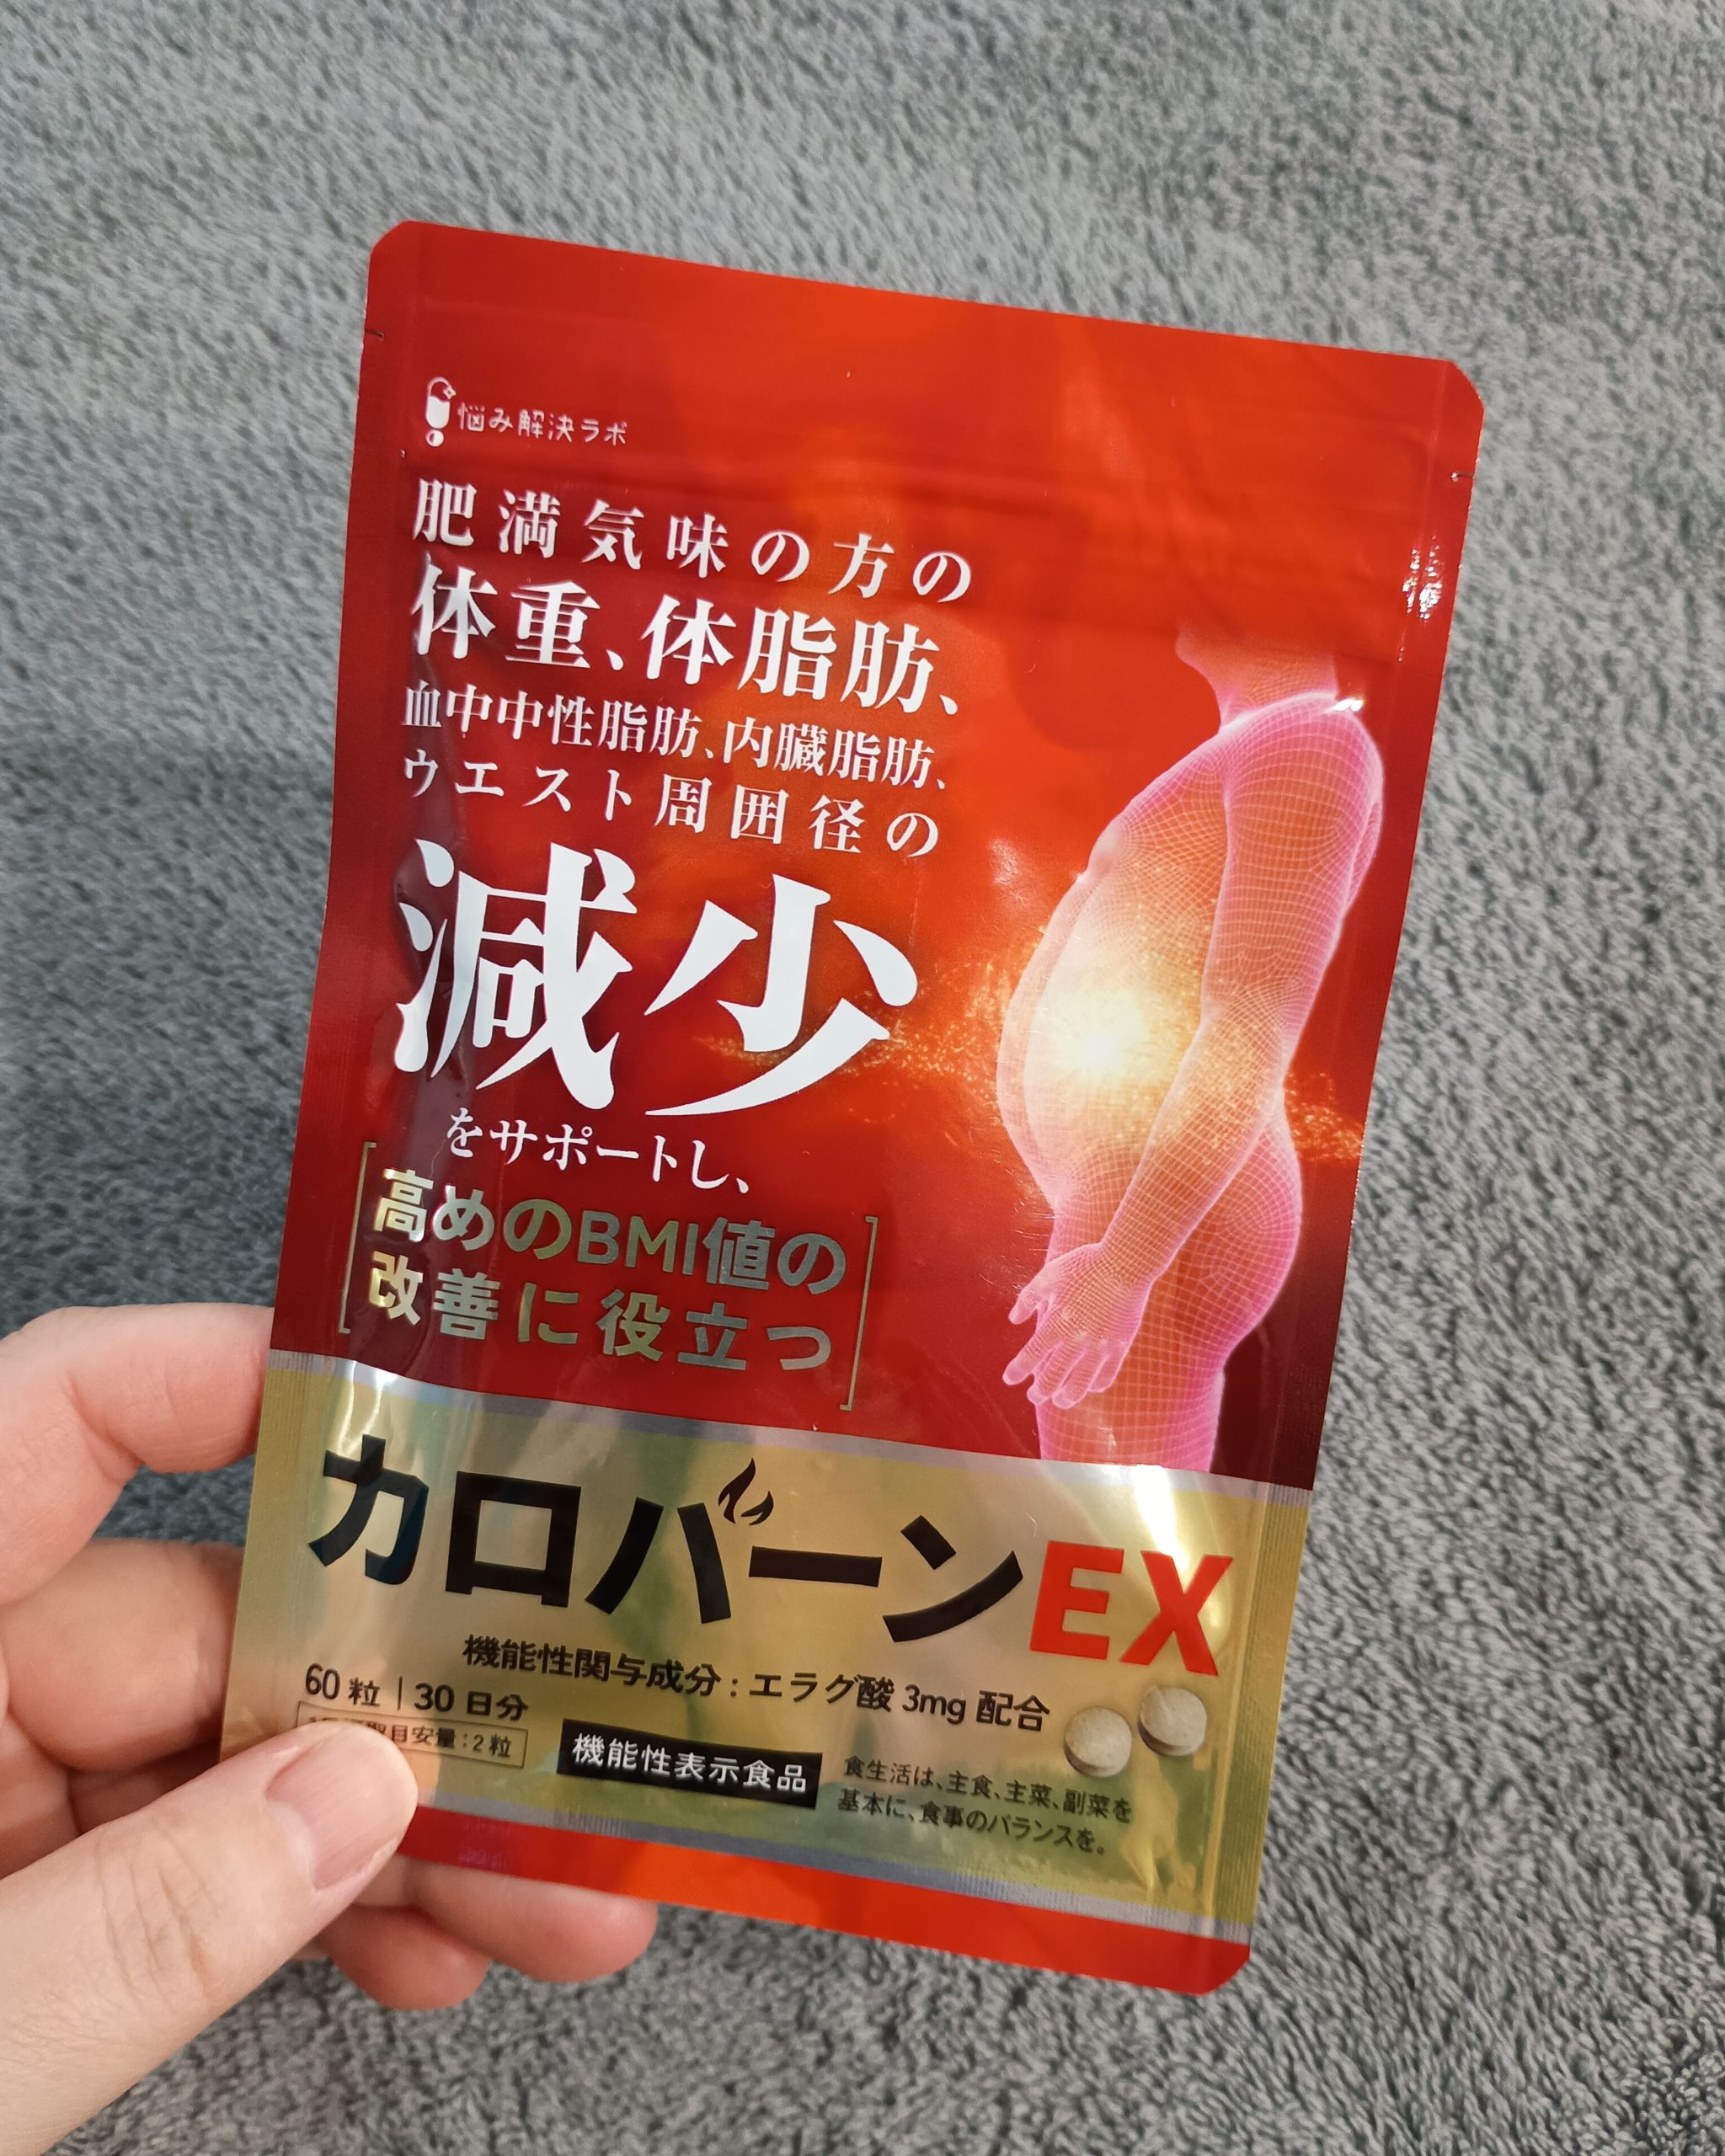 悩み解決ラボ
肥満気味の方の
体重、体脂肪、
血中中性脂肪、内臓脂肪、
ウエスト周囲径の
減少
をサポートし、
高めのBMI値の
改善に役立つ
カロバーンEX
機能性関与成分:エラグ酸 3mg 配合
60粒|30日分
取目安量:2粒
機能性表示食品
食生活は、主食、主菜、副菜を
基本に、食事のバランスを。